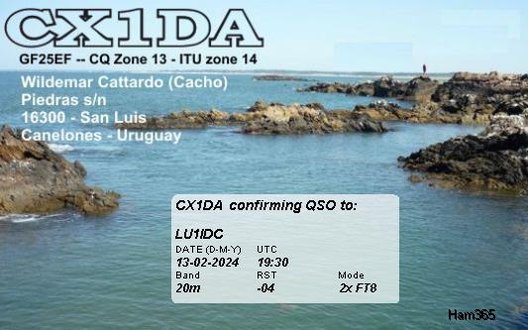 CX1DA
GF25EF -- CQ Zone 13 - ITU zone 14
Wildemar Cattardo (Cacho)
Piedras s/n
16300 - San Luis
Canelones - Uruguay
CX1DA confirming QSO to:
LU1IDC
DATE (D-M-Y) UTC
13-02-2024 19:30
Band RST Mode
20m -04 2x FT8
Ham365